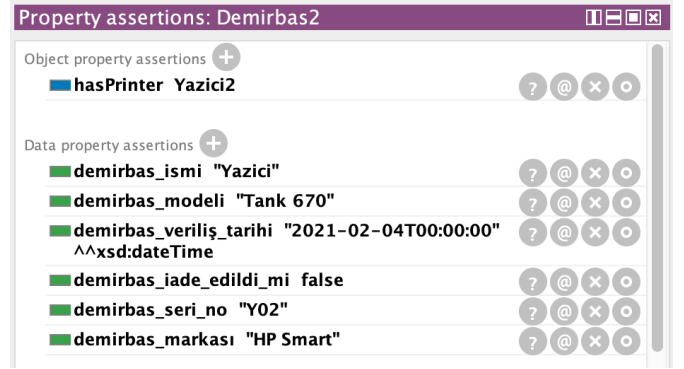 Property assertions: Demirbas2
Object property assertions
hasPrinter Yazici2
Data property assertions
demirbas_ismi "Yazici"
demirbas_modeli "Tank 670"
demirbas_veriliş_tarihi "2021-02-04T00:00:00"
^^xsd:dateTime
demirbas_iade_edildi_mi false
demirbas_seri_no "Y02"
demirbas_markası "HP Smart"